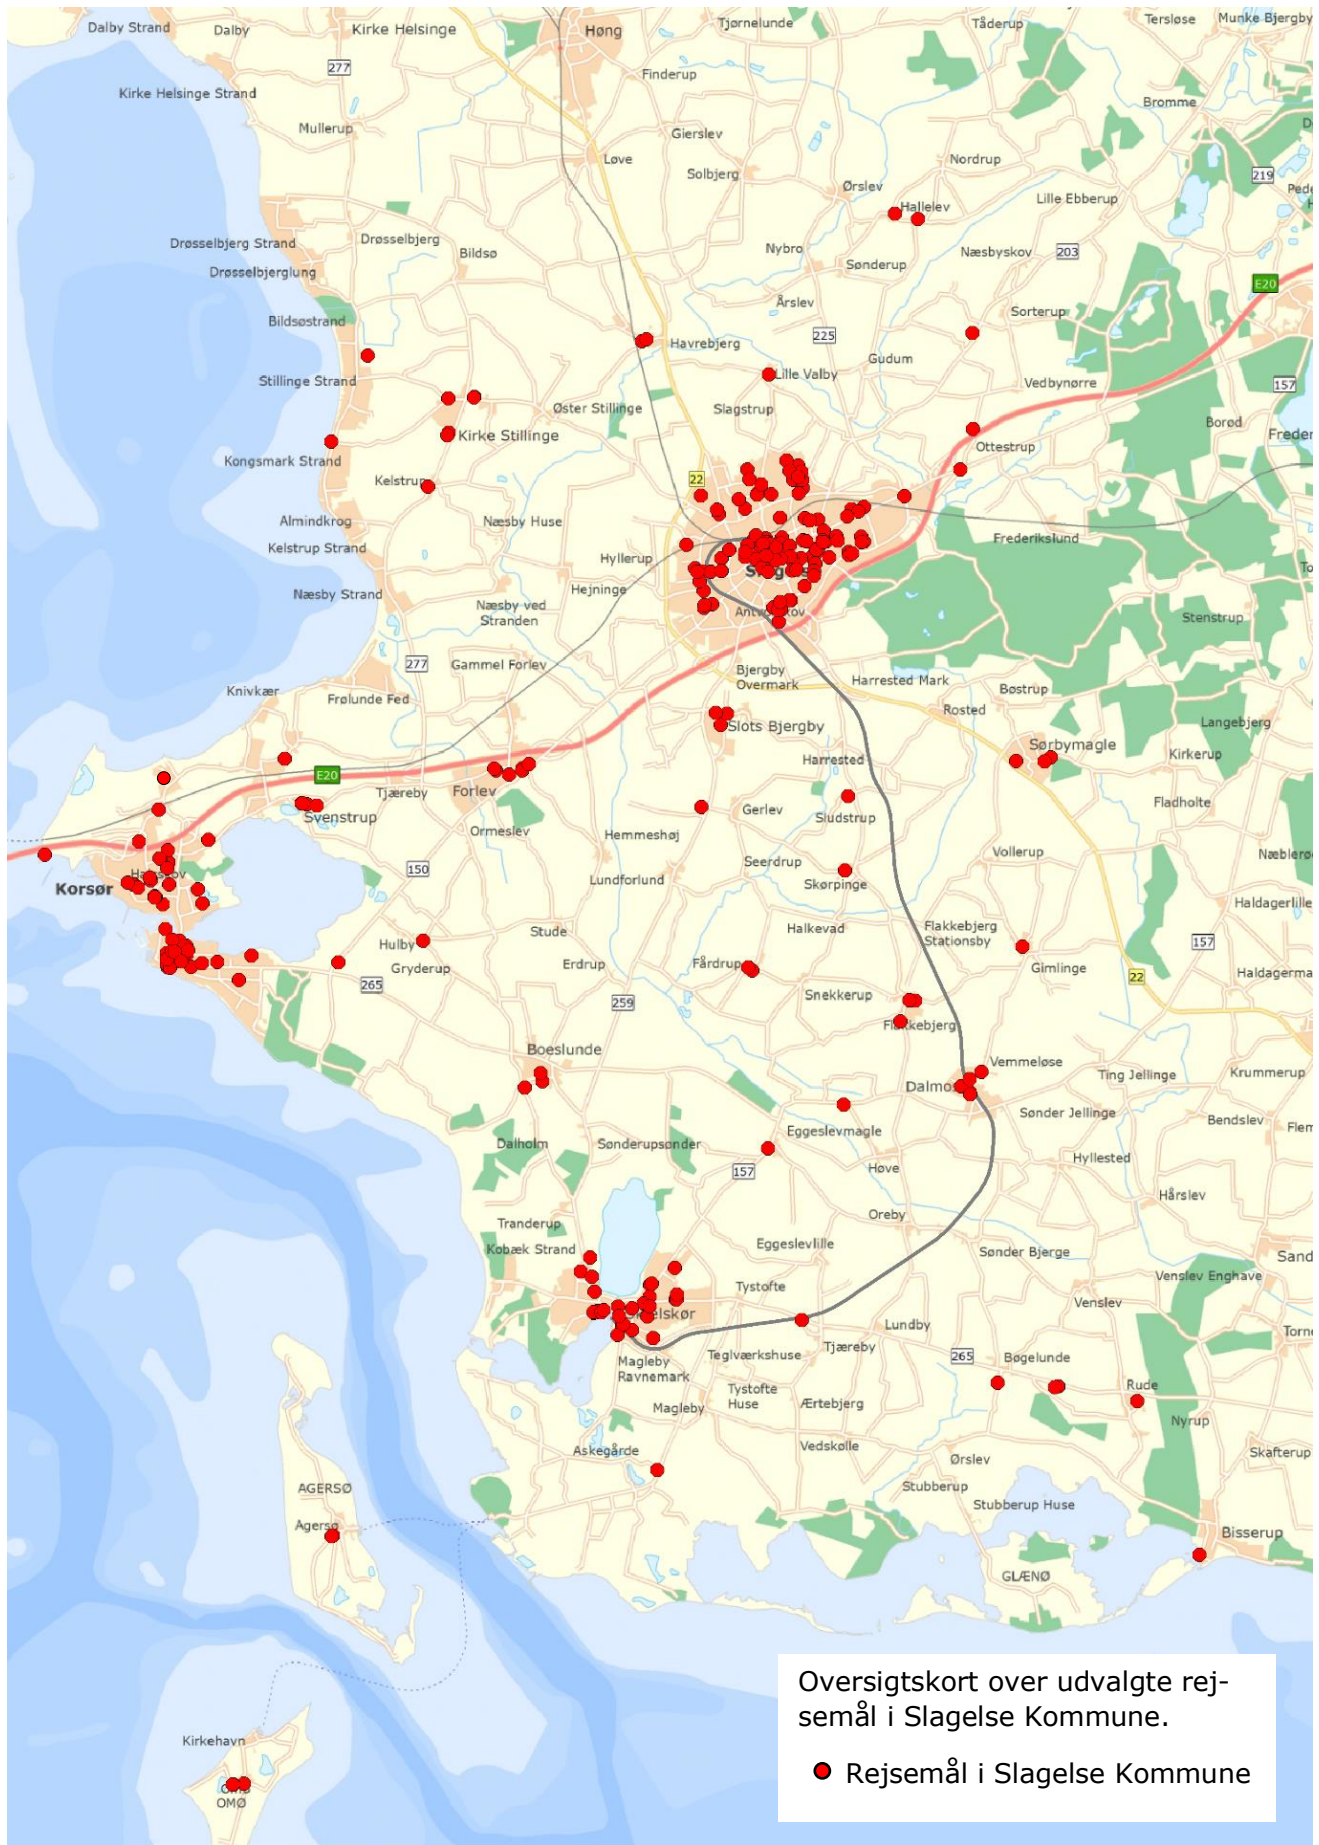 Dalby Strand
Dalby
Kirke Helsinge
Høng
Tjørnelunde
Tåderup
Tersløse
Munke Bjergby
277
Finderup
Kirke Helsinge Strand
Bromme
Mullerup
Gierslev
Løve
Nordrup
Solbjerg
219
Ørslev
Lille Ebberup
Hallelev
Drøsselbjerg Strand
Drøsselbjerg
Bildsø
Nybro
Næsbyskov
203
Sønderup
Drøsselbjerglung
E20
Årslev
Sorterup
Bildsøstrand
225
Havrebjerg
Gudum
Lille Valby
Stillinge Strand
Vedbynørre
157
Øster Stillinge
Slagstrup
Borød
Kirke Stillinge
Ottestrup
Kongsmark Strand
22
Kelstrup
Almindkrog
Næsby Huse
Frederikslund
Kelstrup Strand
Hyllerup
Næsby Strand
Hejninge
Næsby ved
Stranden
Stenstrup
277
Gammel Forlev
Bjergby
Overmark
Harrested Mark
Knivkær
Frølunde Fed
Bøstrup
Rosted
Slots Bjergby
Langebjerg
Sørbymagle
Kirkerup
E20
Harrested
Tjæreby
Forlev
Fladholte
Svenstrup
Gerlev
Sludstrup
Ormeslev
Hemmeshøj
Vollerup
Seerdrup
150
Korsør
Lundforlund
Skørpinge
Haldagerlille
Stude
Halkevad
Flakkebjerg
Stationsby
157
Hulby
Gryderup
Erdrup
Fårdrup
Gimlinge
22
265
259
Snekkerup
Flakkebjerg
Boeslunde
Vemmeløse
Ting Jellinge
Krummerup
Sønder Jellinge
Bendslev
Eggeslevmagle
Dalholm
Sønderupsønder
157
Høve
Hyllested
Hårslev
Tranderup
Oreby
Kobæk Strand
Eggeslevlille
Sønder Bjerge
Tystofte
Venslev Enghave
Venslev
Lundby
Tjæreby
Teglværkshuse
265
Bøgelunde
Magleby
Ravnemark
Tystofte
Huse
Rude
Magleby
Ærtebjerg
Nyrup
Askegårde
Vedskølle
Skafterup
Ørslev
Stubberup
AGERSØ
Stubberup Huse
Agersø
Bisserup
GLÆNØ
Oversigtskort over udvalgte rej-
semål i Slagelse Kommune.
Rejsemål i Slagelse Kommune
Kirkehavn
OMØ